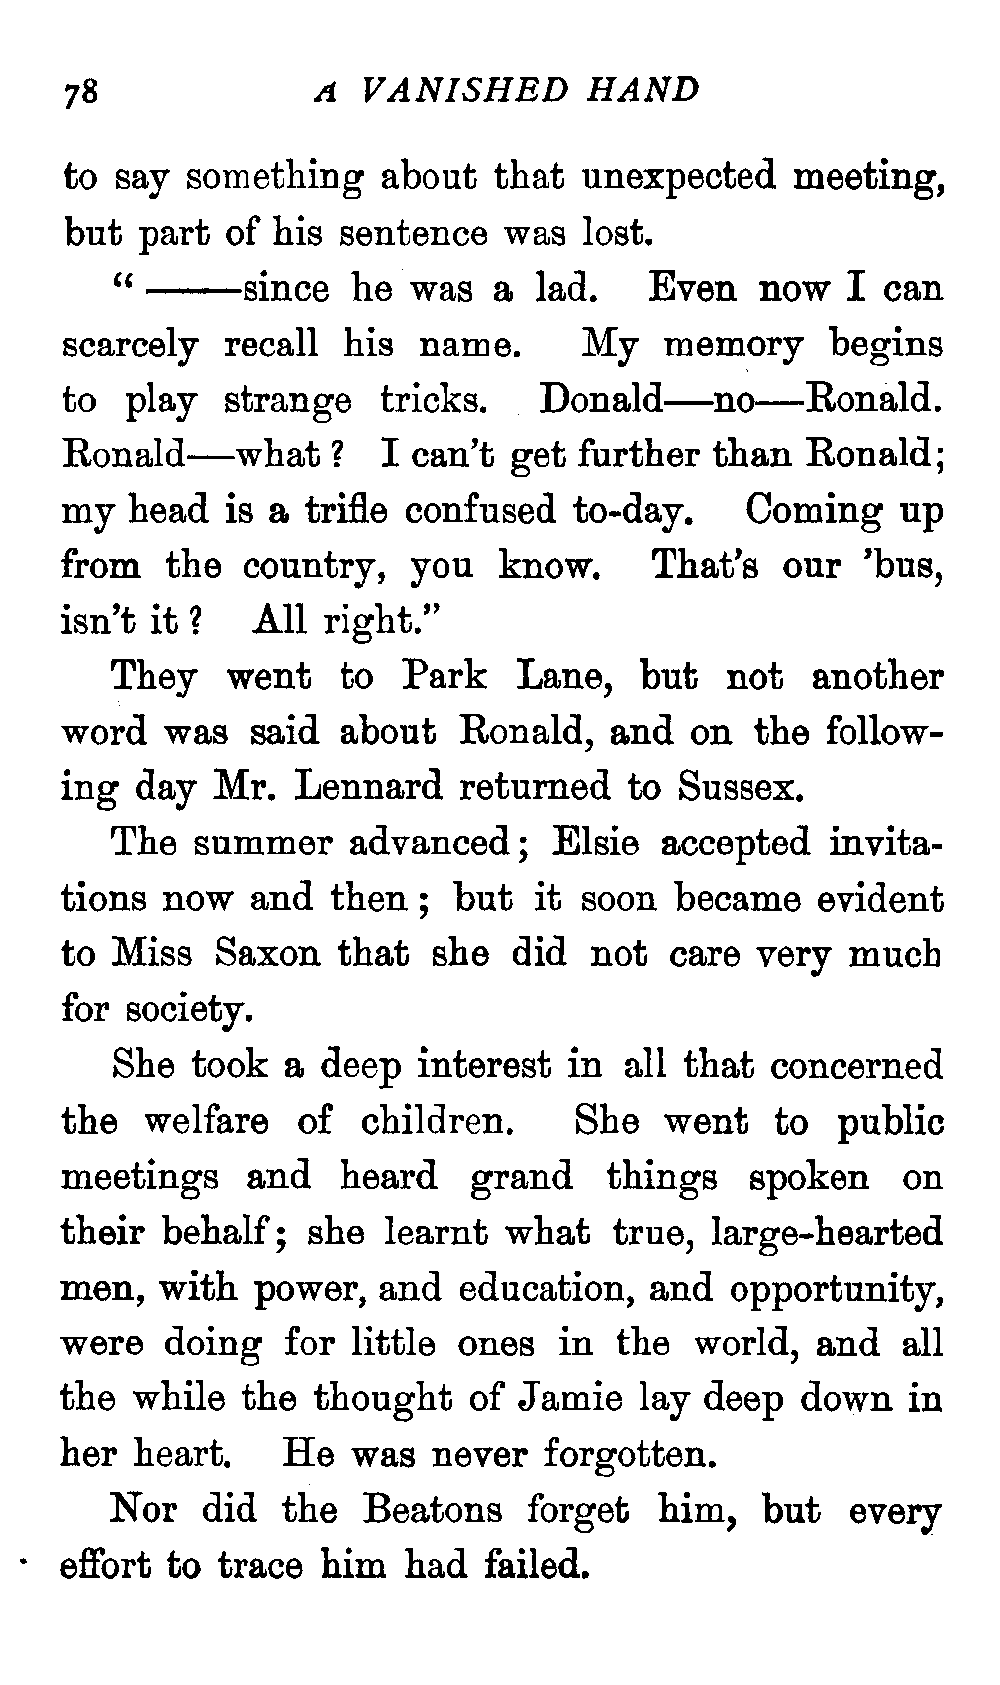 78 A VANISHED HAND
to say something about that unexpected meeting,
but part of his sentence was lost.
“ ——since he was a lad. Even now I can
scarcely recall his name. My memory begins
to play strange tricks. Donald—no—Ronald.
Ronald—what ? I can’t get further than Ronald;
my head is a trifle confused to-day. Coming up
from the country, you know. That’s our ’bus,
isn’t it ? All right.”
They went to Park Lane, but not another
word was said about Ronald, and on the follow-
ing day Mr. Lennard returned to Sussex.
The summer advanced ; Elsie accepted invita-
tions now and then ; but it soon became evident
to Miss Saxon that she did not care very much
for society.
She took a deep interest in all that concerned
the welfare of children. She went to public
meetings and heard grand things spoken on
their behalf ; she learnt what true, large-hearted
men, with power, and education, and opportunity,
were doing for little ones in the world, and all
the while the thought of Jamie lay deep down in
her heart. He was never forgotten.
Nor did the Beatons forget him, but every
effort to trace him had failed.